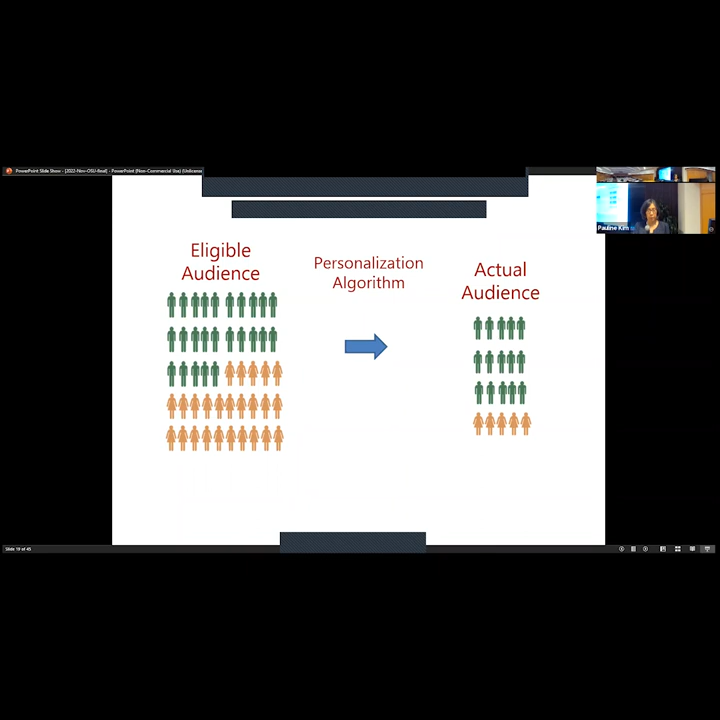 PowerPoint Slide Show - [2022-Nov-OSU-final] - PowerPoint (Non-Commercial Use) (Unlicensed
Pauline Kim
Eligible
Audience
Personalization
Algorithm
Actual
Audience
Slide 19 of 45